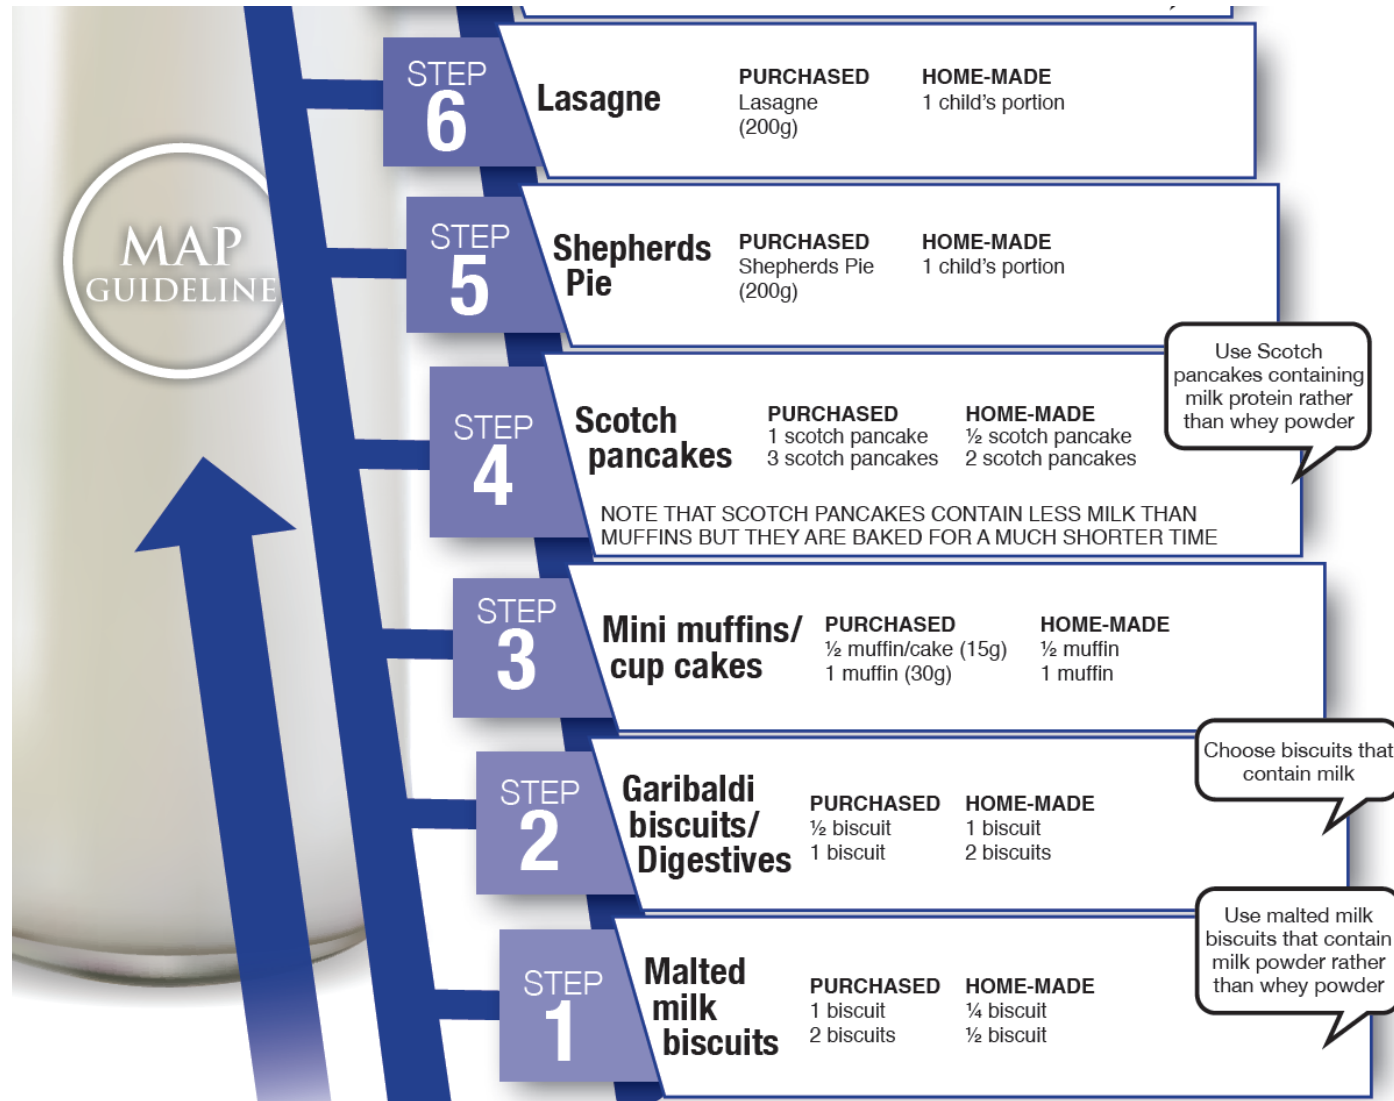 STEP
6
Lasagne
PURCHASED
Lasagne
(200g)
HOME-MADE
1 child’s portion
MAP
GUIDELINE
STEP
5
Shepherds
Pie
PURCHASED
Shepherds Pie
(200g)
HOME-MADE
1 child’s portion
STEP
4
Scotch
pancakes
PURCHASED
1 scotch pancake
3 scotch pancakes
HOME-MADE
½ scotch pancake
2 scotch pancakes
Use Scotch
pancakes containing
milk protein rather
than whey powder
NOTE THAT SCOTCH PANCAKES CONTAIN LESS MILK THAN
MUFFINS BUT THEY ARE BAKED FOR A MUCH SHORTER TIME
STEP
3
Mini muffins/
cup cakes
PURCHASED
½ muffin/cake (15g)
1 muffin (30g)
HOME-MADE
½ muffin
1 muffin
STEP
2
Garibaldi
biscuits/
Digestives
PURCHASED
½ biscuit
1 biscuit
HOME-MADE
1 biscuit
2 biscuits
Choose biscuits that
contain milk
STEP
1
Malted
milk
biscuits
PURCHASED
1 biscuit
2 biscuits
HOME-MADE
¼ biscuit
½ biscuit
Use malted milk
biscuits that contain
milk powder rather
than whey powder